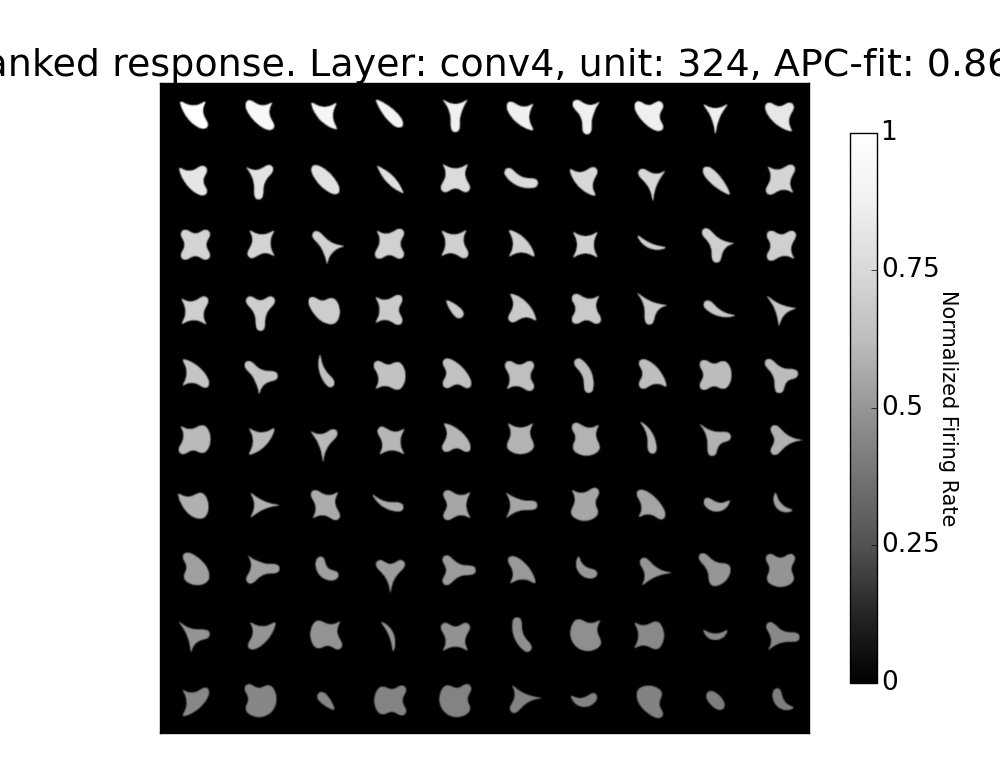 anked response. Layer: conv4, unit: 324, APC-fit: 0.86
1
0.75
0.5
0.25
0
Normalized Firing Rate